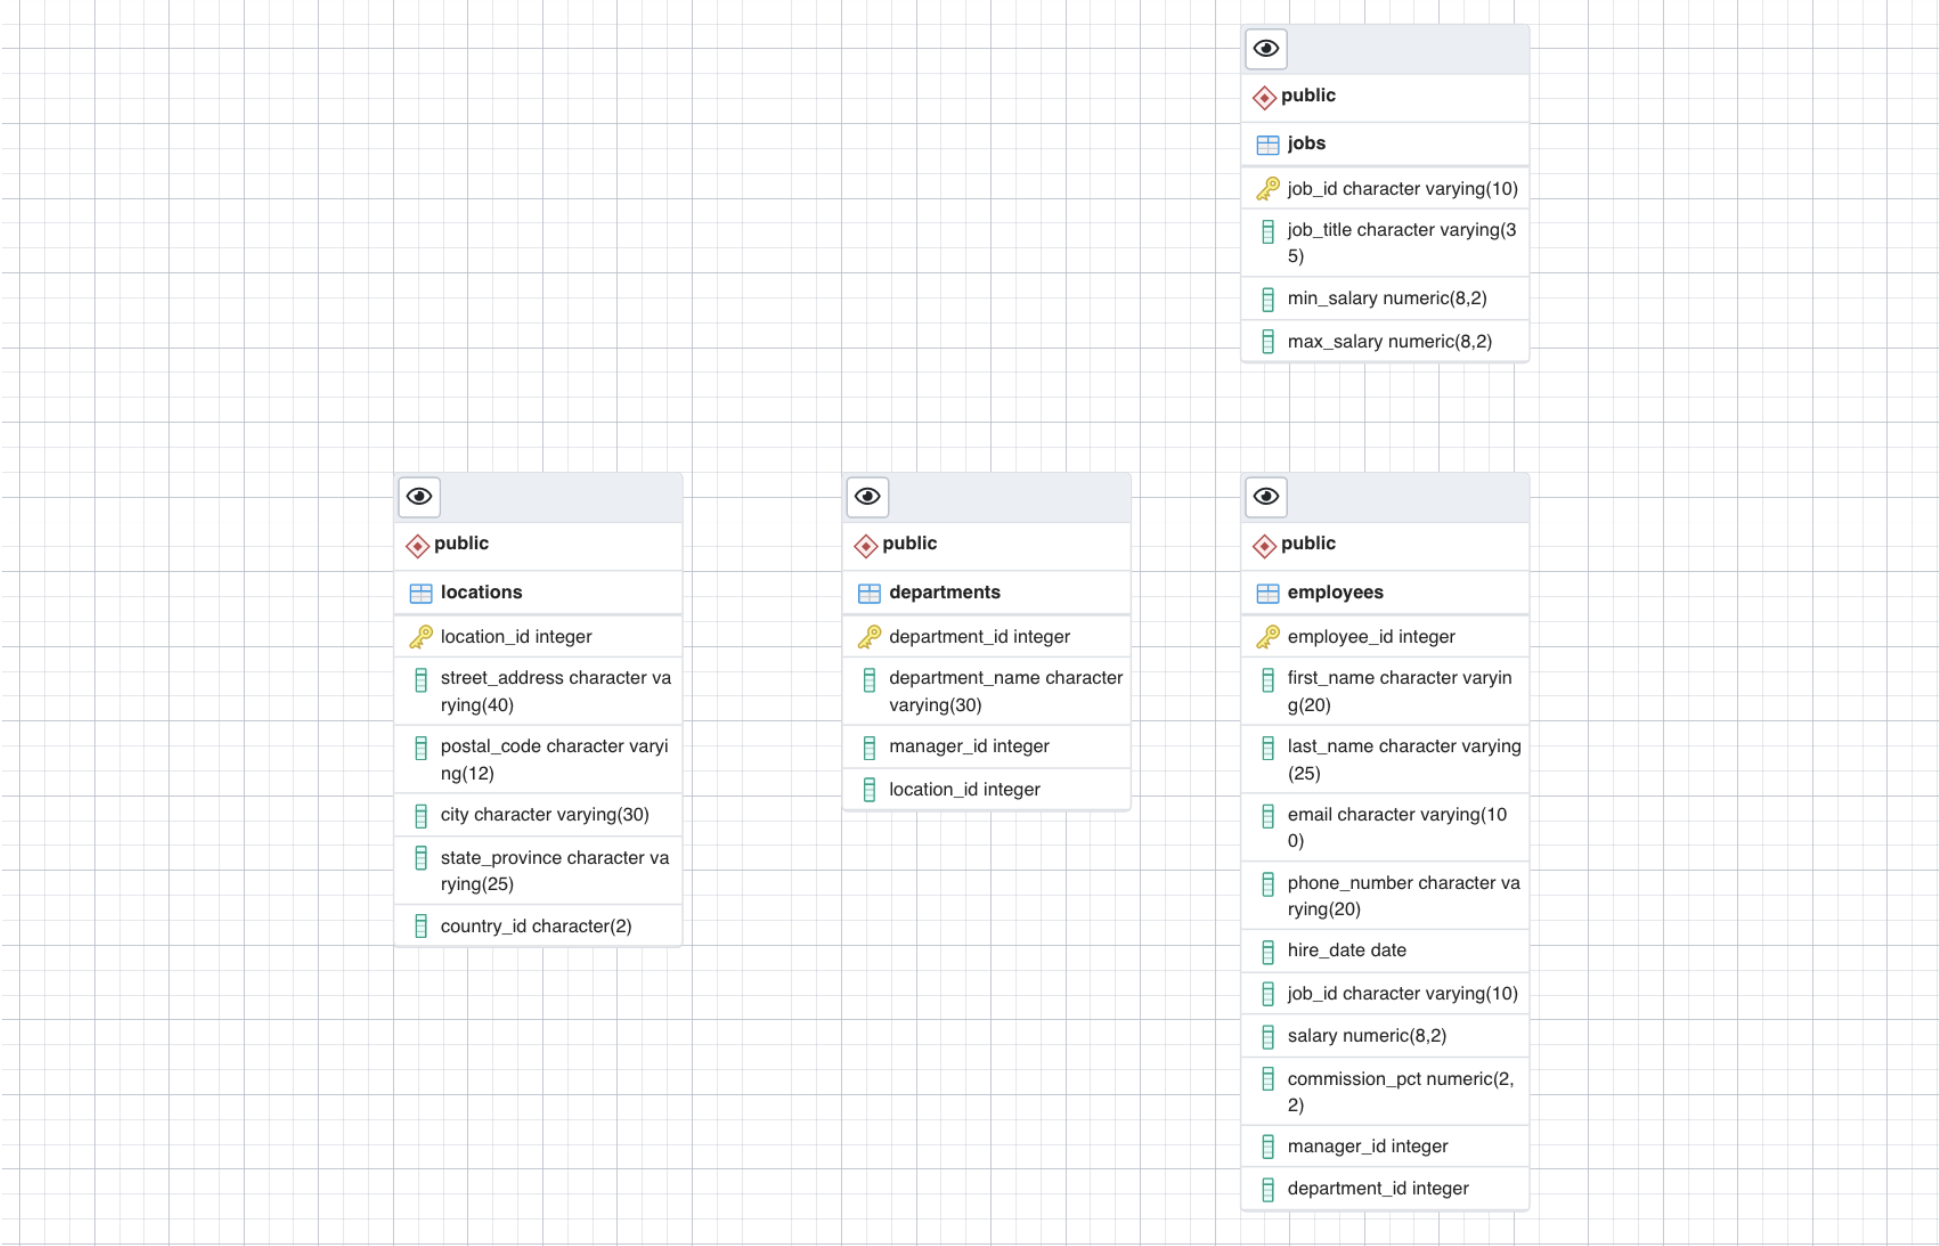 public
jobs
job_id character varying(10)
job_title character varying(3
5)
min_salary numeric(8,2)
max_salary numeric(8,2)
public
locations
location_id integer
street_address character va
rying(40)
postal_code character varyi
ng(12)
city character varying(30)
state_province character va
rying(25)
country_id character(2)
public
departments
department_id integer
department_name character
varying(30)
manager_id integer
location_id integer
public
employees
employee_id integer
first_name character varyin
g(20)
last_name character varying
(25)
email character varying(10
0)
phone_number character va
rying(20)
hire_date date
job_id character varying(10)
salary numeric(8,2)
commission_pct numeric(2,
2)
manager_id integer
department_id integer